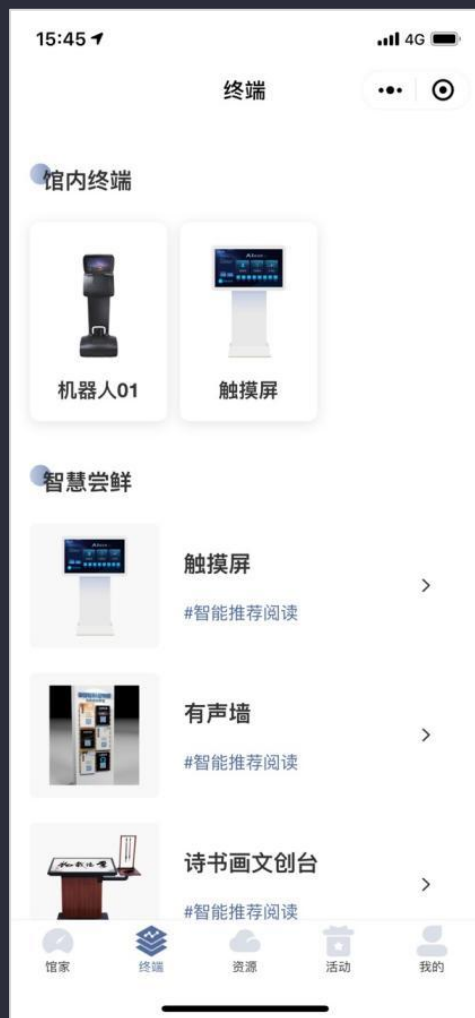 15:45
4G
终端
馆内终端
机器人01
触摸屏
智慧尝鲜
触摸屏
#智能推荐阅读
有声墙
#智能推荐阅读
诗书画文创台
#智能推荐阅读
馆家
终端
资源
活动
我的